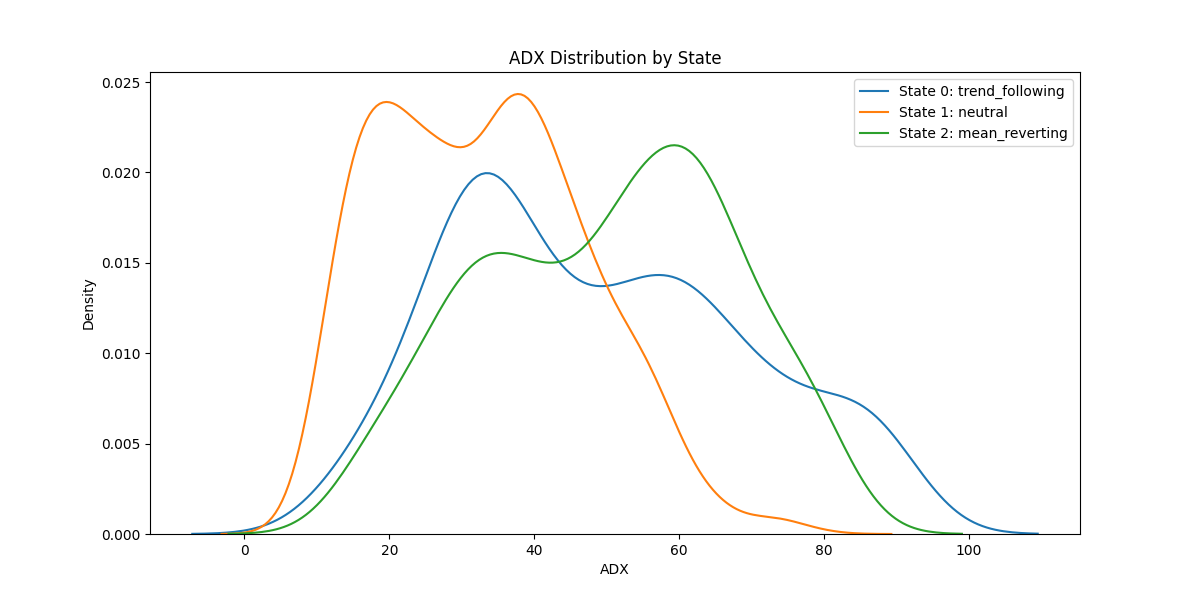 ADX Distribution by State
State 0: trend_following
State 1: neutral
State 2: mean_reverting
Density
0.025
0.020
0.015
0.010
0.005
0.000
0 20 40 60 80 100
ADX